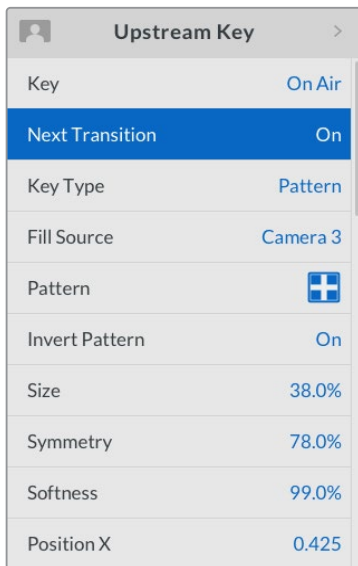 Upstream Key
Key On Air
Next Transition On
Key Type Pattern
Fill Source Camera 3
Pattern
Invert Pattern On
Size 38.0%
Symmetry 78.0%
Softness 99.0%
Position X 0.425